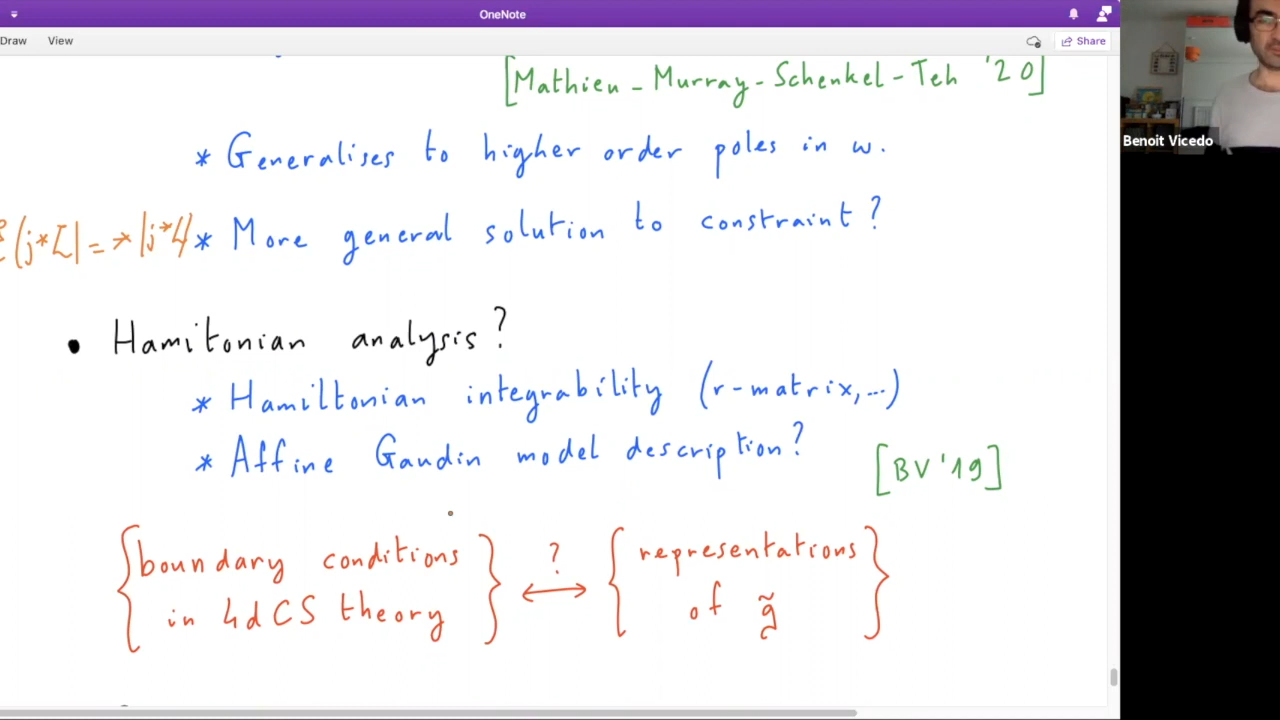 OneNote
Draw View
Share
[Mathieu - Murray - Schenkel - Teh '20]
* Generalises to higher order poles in ω.
* More general solution to constraint?
• Hamitonian analysis?
* Hamiltonian integrability (r-matrix,...)
* Affine Gaudin model description?
[BV '19]
{boundary conditions in 4d CS theory} ⟷? {representations of g̃}
Benoit Vicedo